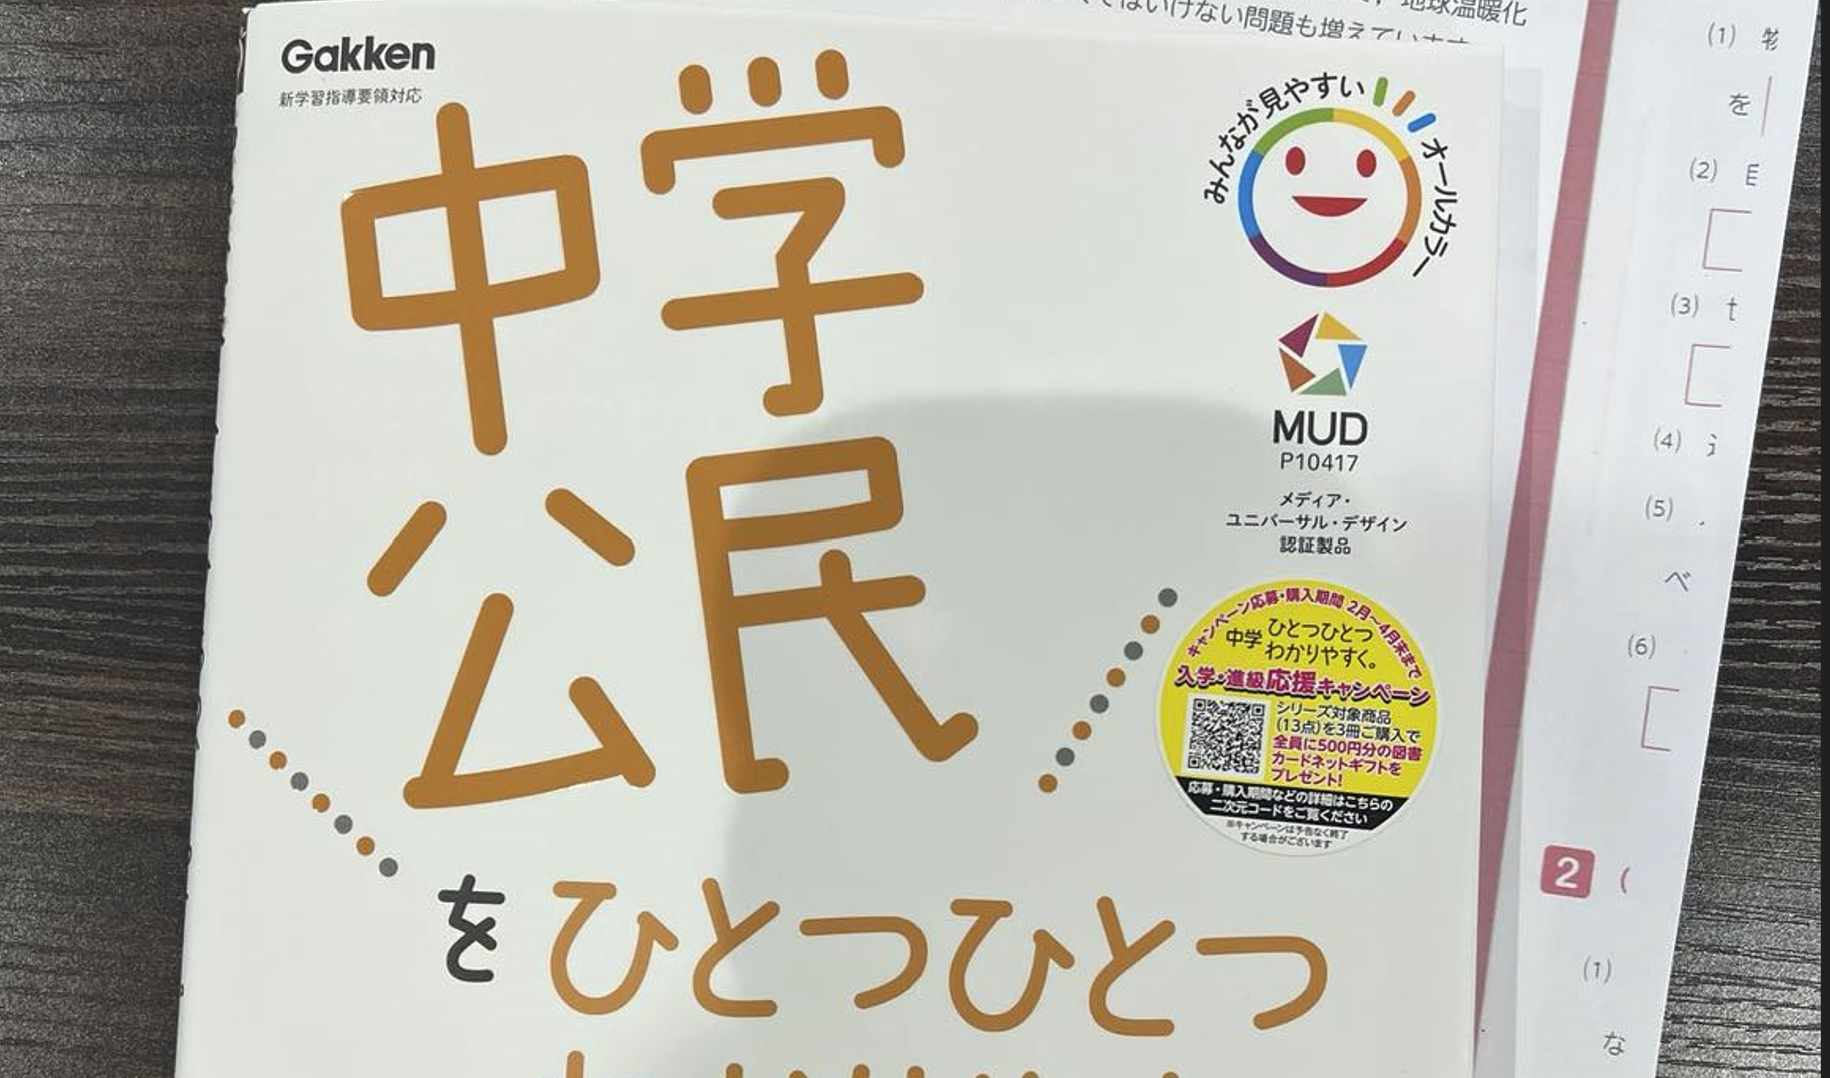 Gakken
新学習指導要領対応
中学
公民
をひとつひとつ
みんなが見やすい オールカラー
MUD
P10417
メディア・
ユニバーサル・デザイン
認証製品
キャンペーン応募・購入期間 2月～4月末まで
中学 ひとつひとつ
わかりやすく。
入学・進級応援キャンペーン
シリーズ対象商品
(13点)を3冊ご購入で
全員に500円分の図書
カードネットギフトを
プレゼント!
応募・購入期間などの詳細はこちらの
二次元コードをご覧ください
※キャンペーンは予告なく終了
する場合がございます
地球温暖化
てはいけない問題も増えています
(1)
を
(2)
(3)
(4)
(5)
べ
(6)
2
(1)
な